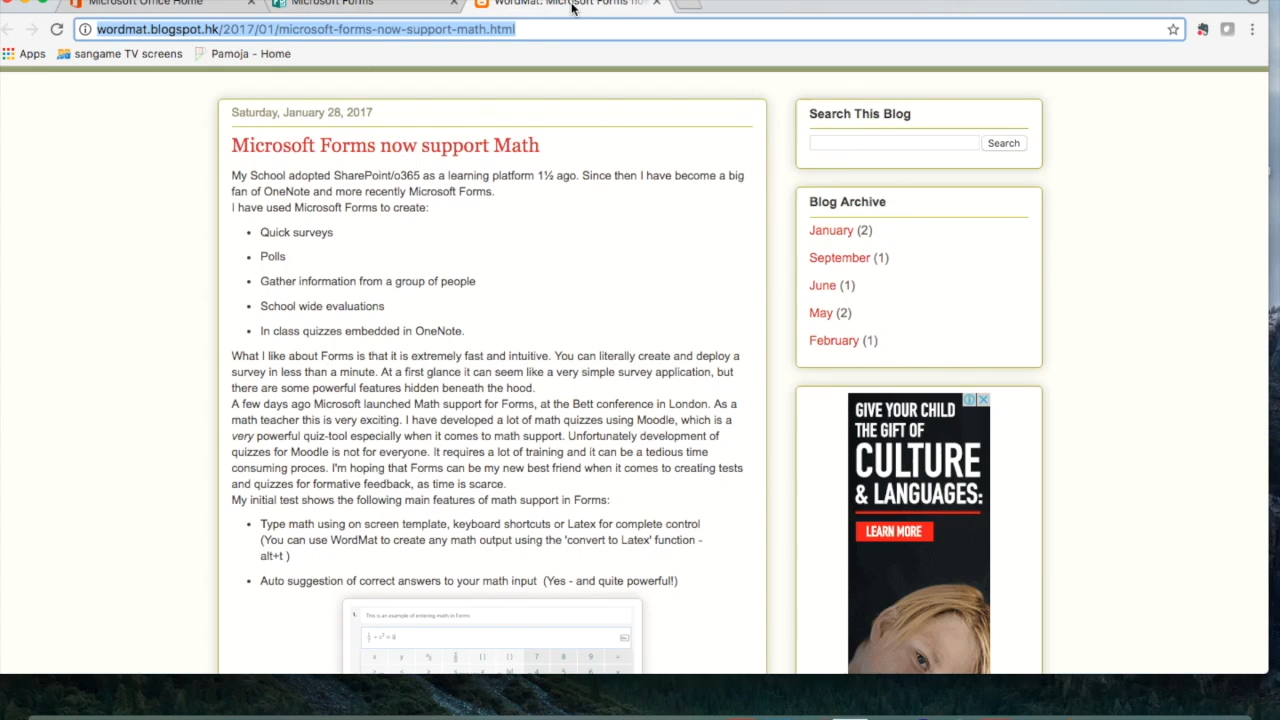 Microsoft Office Home
Microsoft Forms
WordMat: Microsoft Forms now
wordmat.blogspot.hk/2017/01/microsoft-forms-now-support-math.html
Apps sangame TV screens Pamoja - Home
Saturday, January 28, 2017
Microsoft Forms now support Math
My School adopted SharePoint/o365 as a learning platform 1½ ago. Since then I have become a big
fan of OneNote and more recently Microsoft Forms.
I have used Microsoft Forms to create:
Quick surveys
Polls
Gather information from a group of people
School wide evaluations
In class quizzes embedded in OneNote.
What I like about Forms is that it is extremely fast and intuitive. You can literally create and deploy a
survey in less than a minute. At a first glance it can seem like a very simple survey application, but
there are some powerful features hidden beneath the hood.
A few days ago Microsoft launched Math support for Forms, at the Bett conference in London. As a
math teacher this is very exciting. I have developed a lot of math quizzes using Moodle, which is a
very powerful quiz-tool especially when it comes to math support. Unfortunately development of
quizzes for Moodle is not for everyone. It requires a lot of training and it can be a tedious time
consuming proces. I'm hoping that Forms can be my new best friend when it comes to creating tests
and quizzes for formative feedback, as time is scarce.
My initial test shows the following main features of math support in Forms:
Type math using on screen template, keyboard shortcuts or Latex for complete control
(You can use WordMat to create any math output using the 'convert to Latex' function -
alt+t )
Auto suggestion of correct answers to your math input (Yes - and quite powerful!)
1. This is an example of entering math in Forms
x y 7 8 9 ÷
Search This Blog
Search
Blog Archive
January (2)
September (1)
June (1)
May (2)
February (1)
GIVE YOUR CHILD
THE GIFT OF
CULTURE
& LANGUAGES:
LEARN MORE